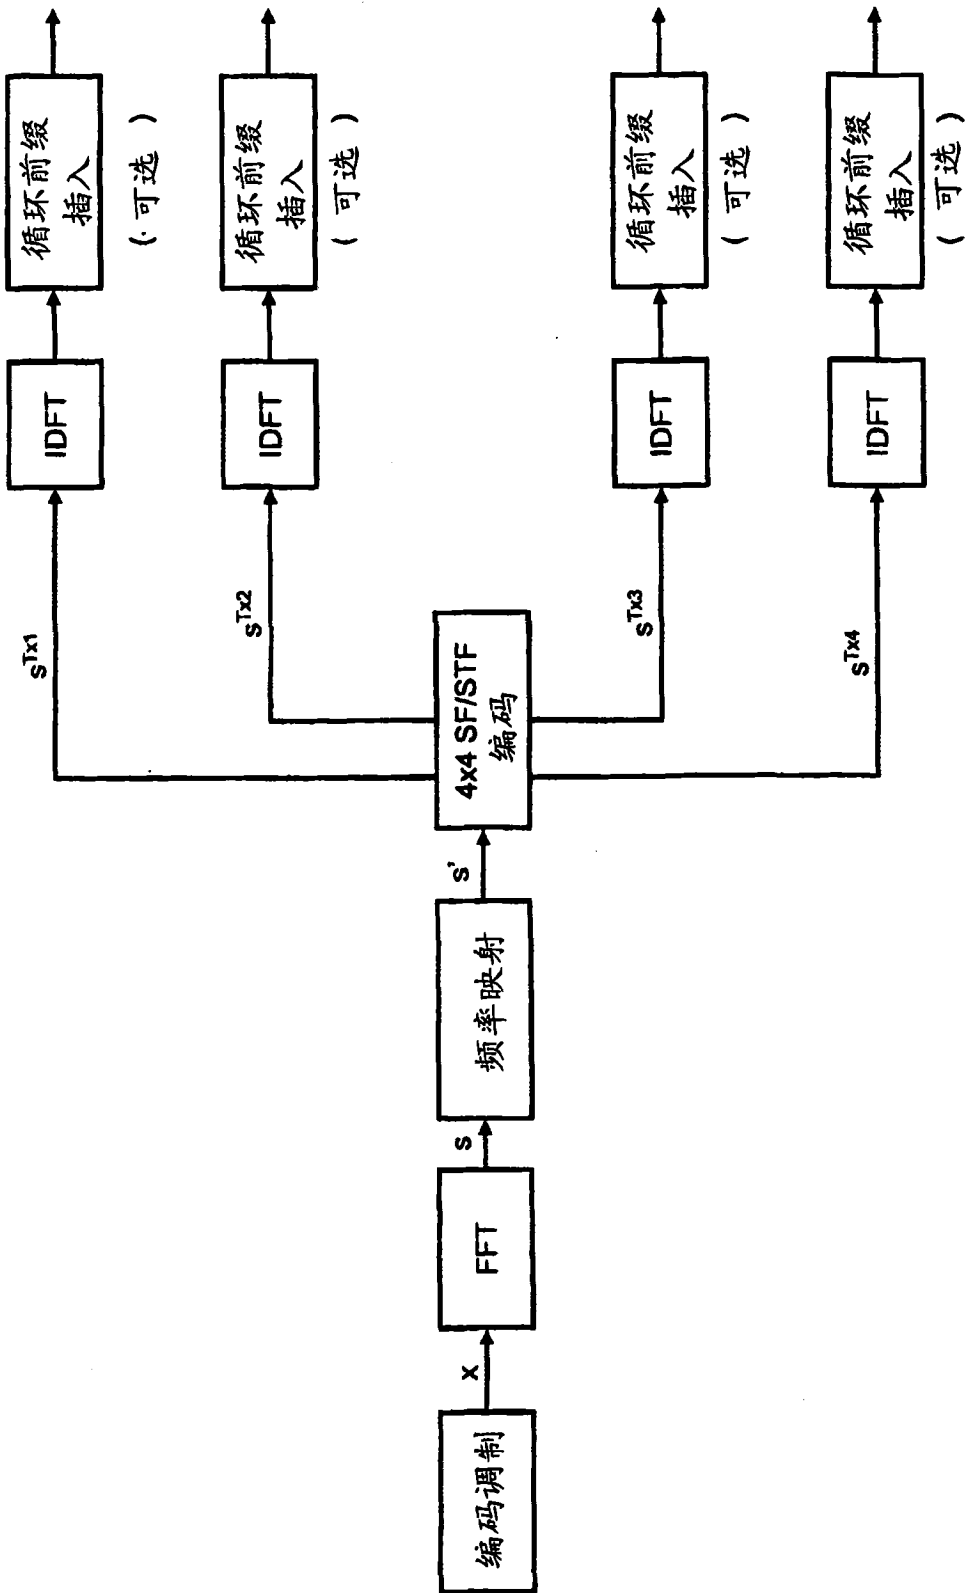 编码调制
x
FFT
s
频率映射
s'
4x4 SF/STF
编码
s^Tx1
IDFT
循环前缀
插入
(可选)
s^Tx2
IDFT
循环前缀
插入
(可选)
s^Tx3
IDFT
循环前缀
插入
(可选)
s^Tx4
IDFT
循环前缀
插入
(可选)